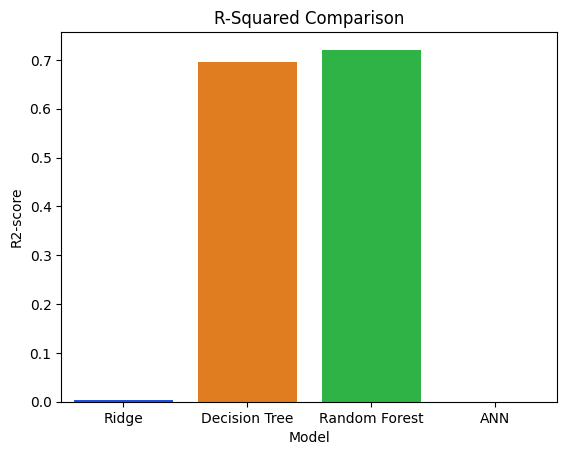 R-Squared Comparison
R2-score
0.7
0.6
0.5
0.4
0.3
0.2
0.1
0.0
Ridge Decision Tree Random Forest ANN
Model